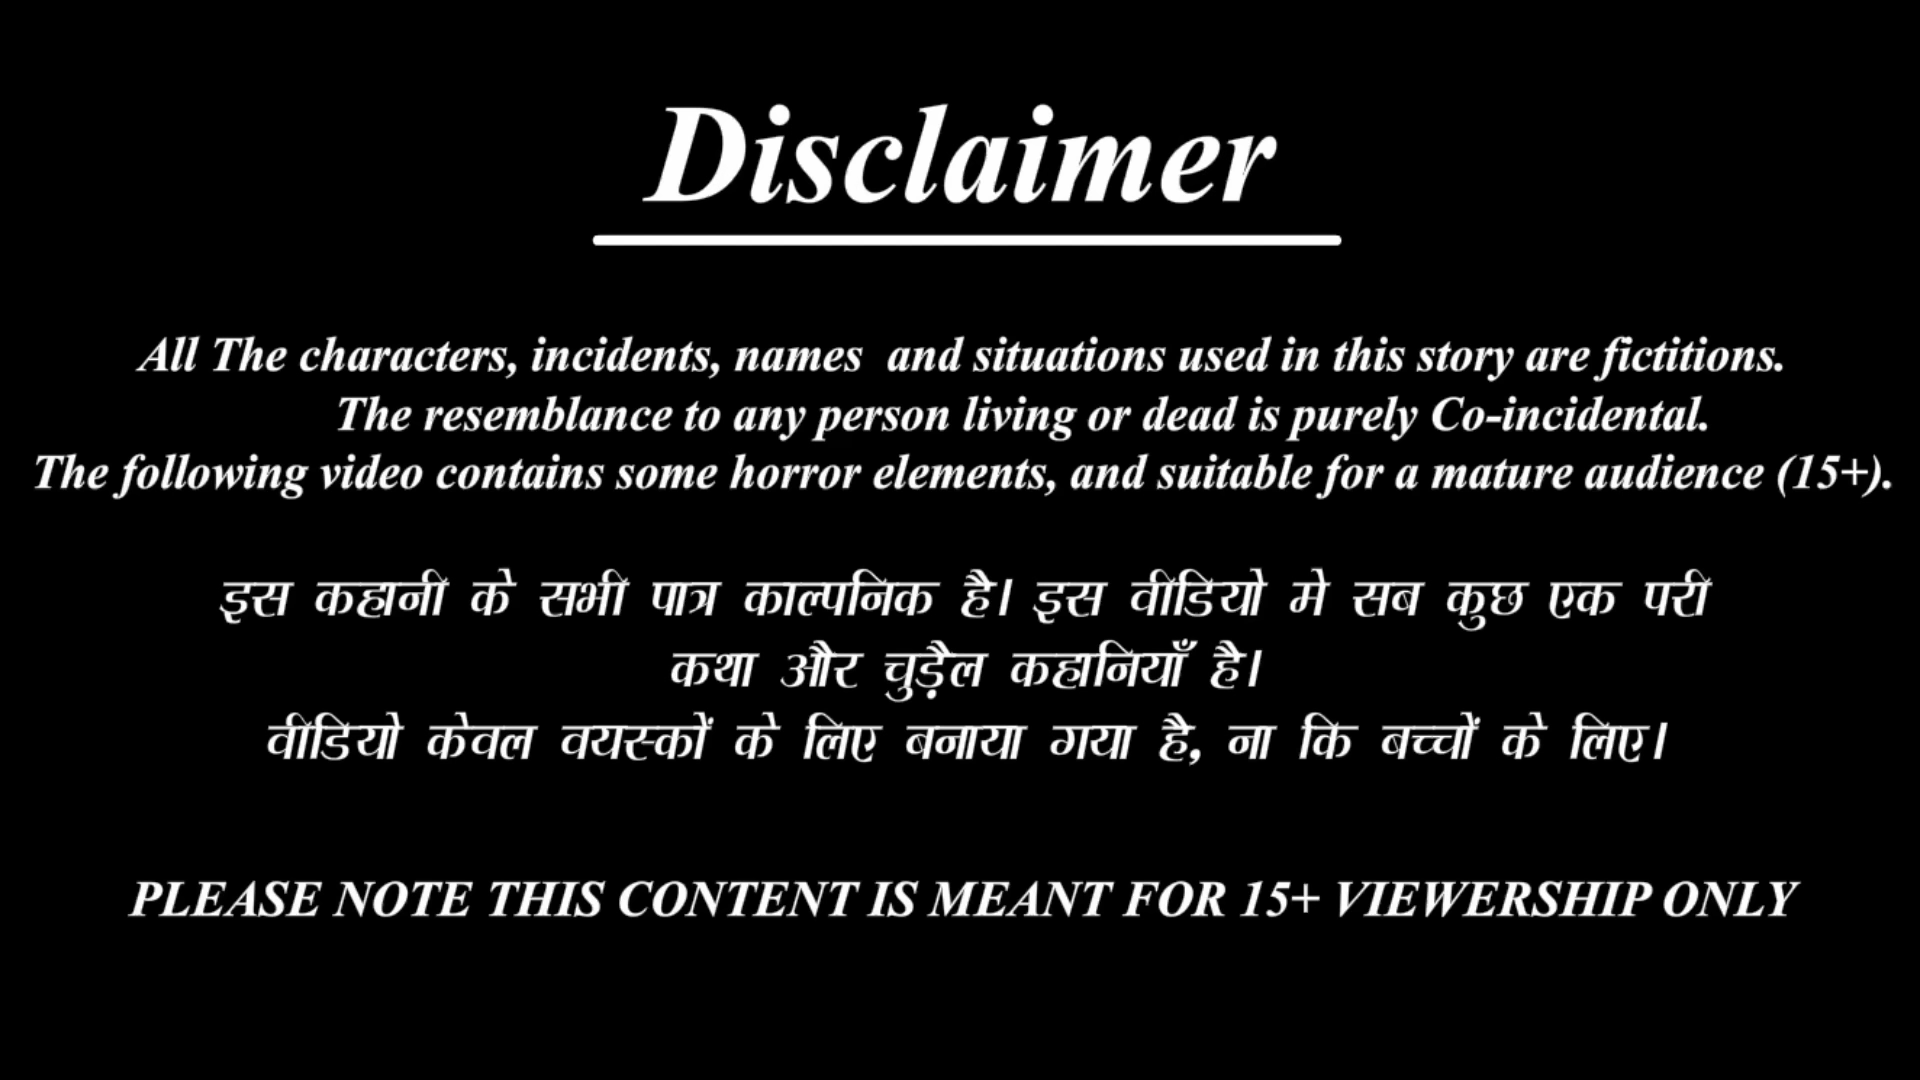 Disclaimer
All The characters, incidents, names and situations used in this story are fictitions.
The resemblance to any person living or dead is purely Co-incidental.
The following video contains some horror elements, and suitable for a mature audience (15+).
इस कहानी के सभी पात्र काल्पनिक है। इस वीडियो मे सब कुछ एक परी
कथा और चुड़ैल कहानियाँ है।
वीडियो केवल वयस्कों के लिए बनाया गया है, ना कि बच्चों के लिए।
PLEASE NOTE THIS CONTENT IS MEANT FOR 15+ VIEWERSHIP ONLY